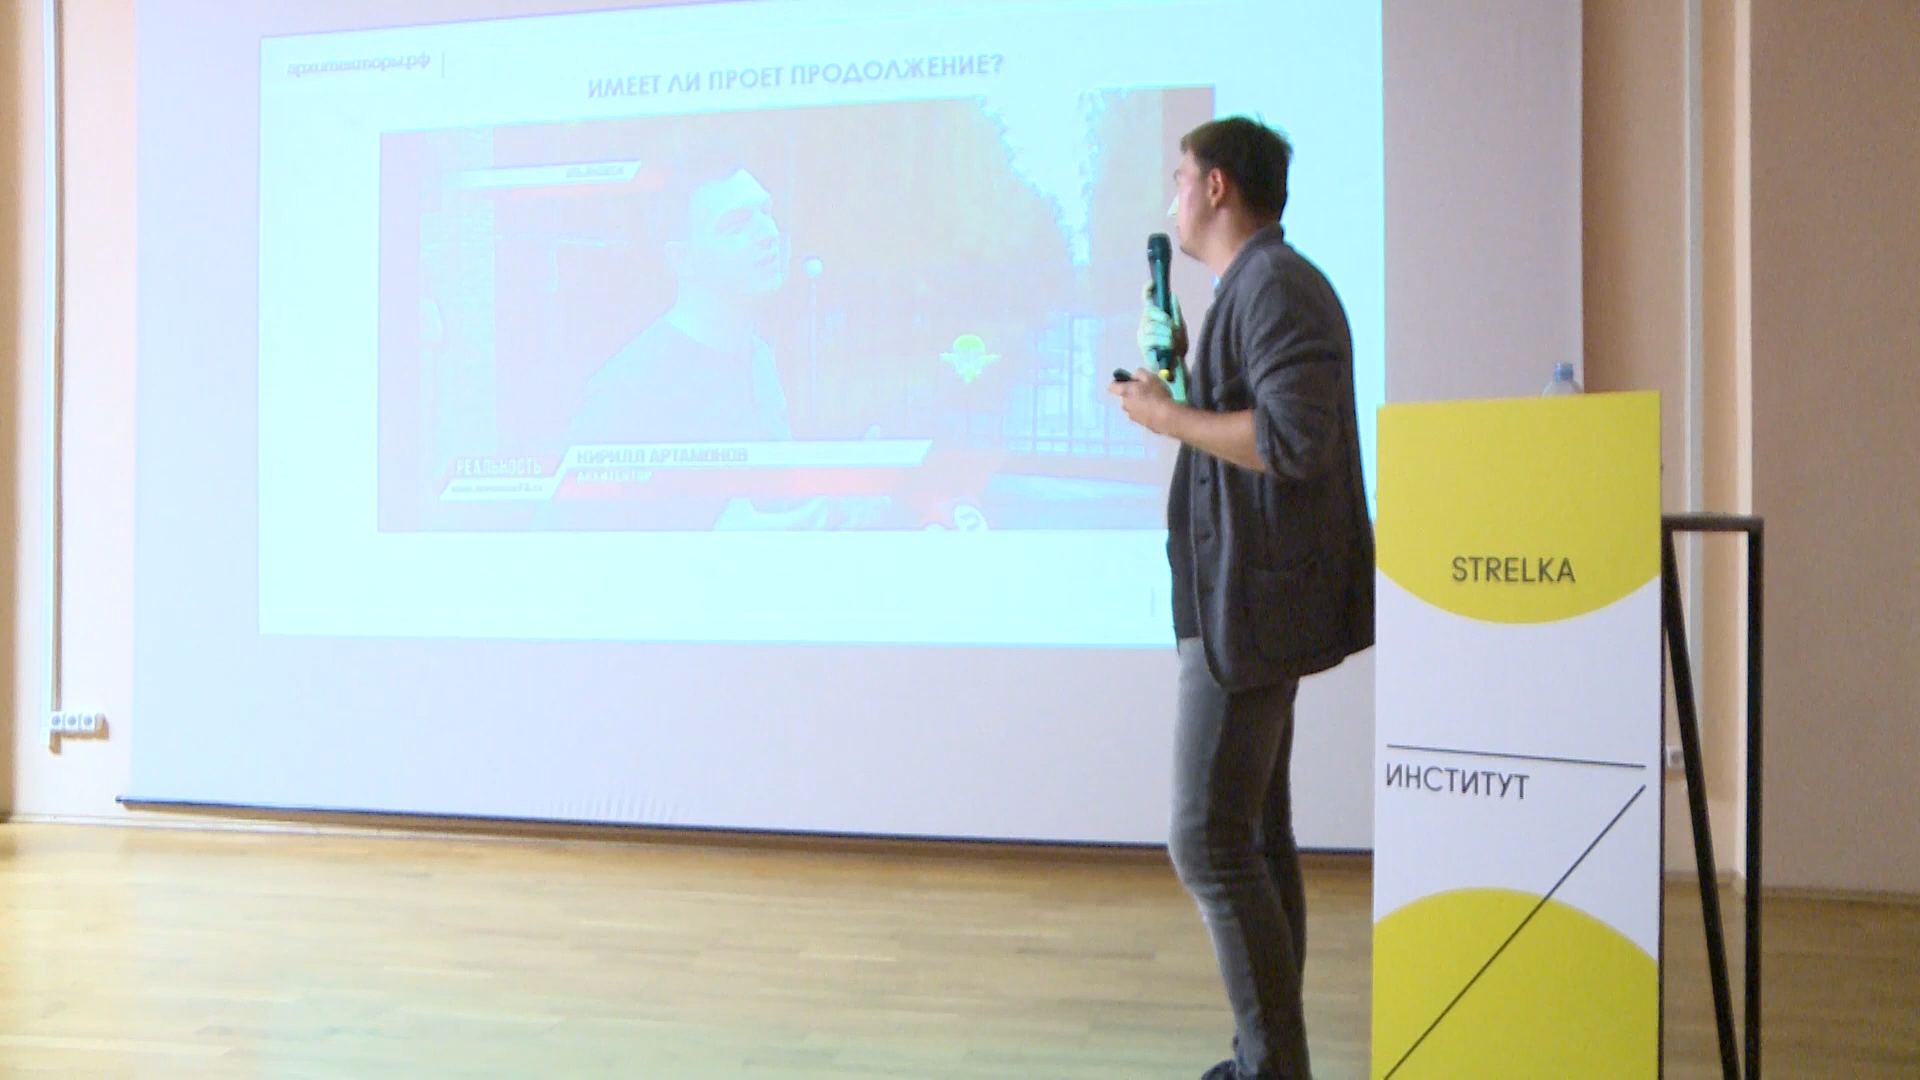 архитекторы.рф
ИМЕЕТ ЛИ ПРОЕТ ПРОДОЛЖЕНИЕ?
РЕАЛЬНОСТЬ
КИРИЛЛ АРТАМОНОВ
АРХИТЕКТОР
STRELKA
ИНСТИТУТ